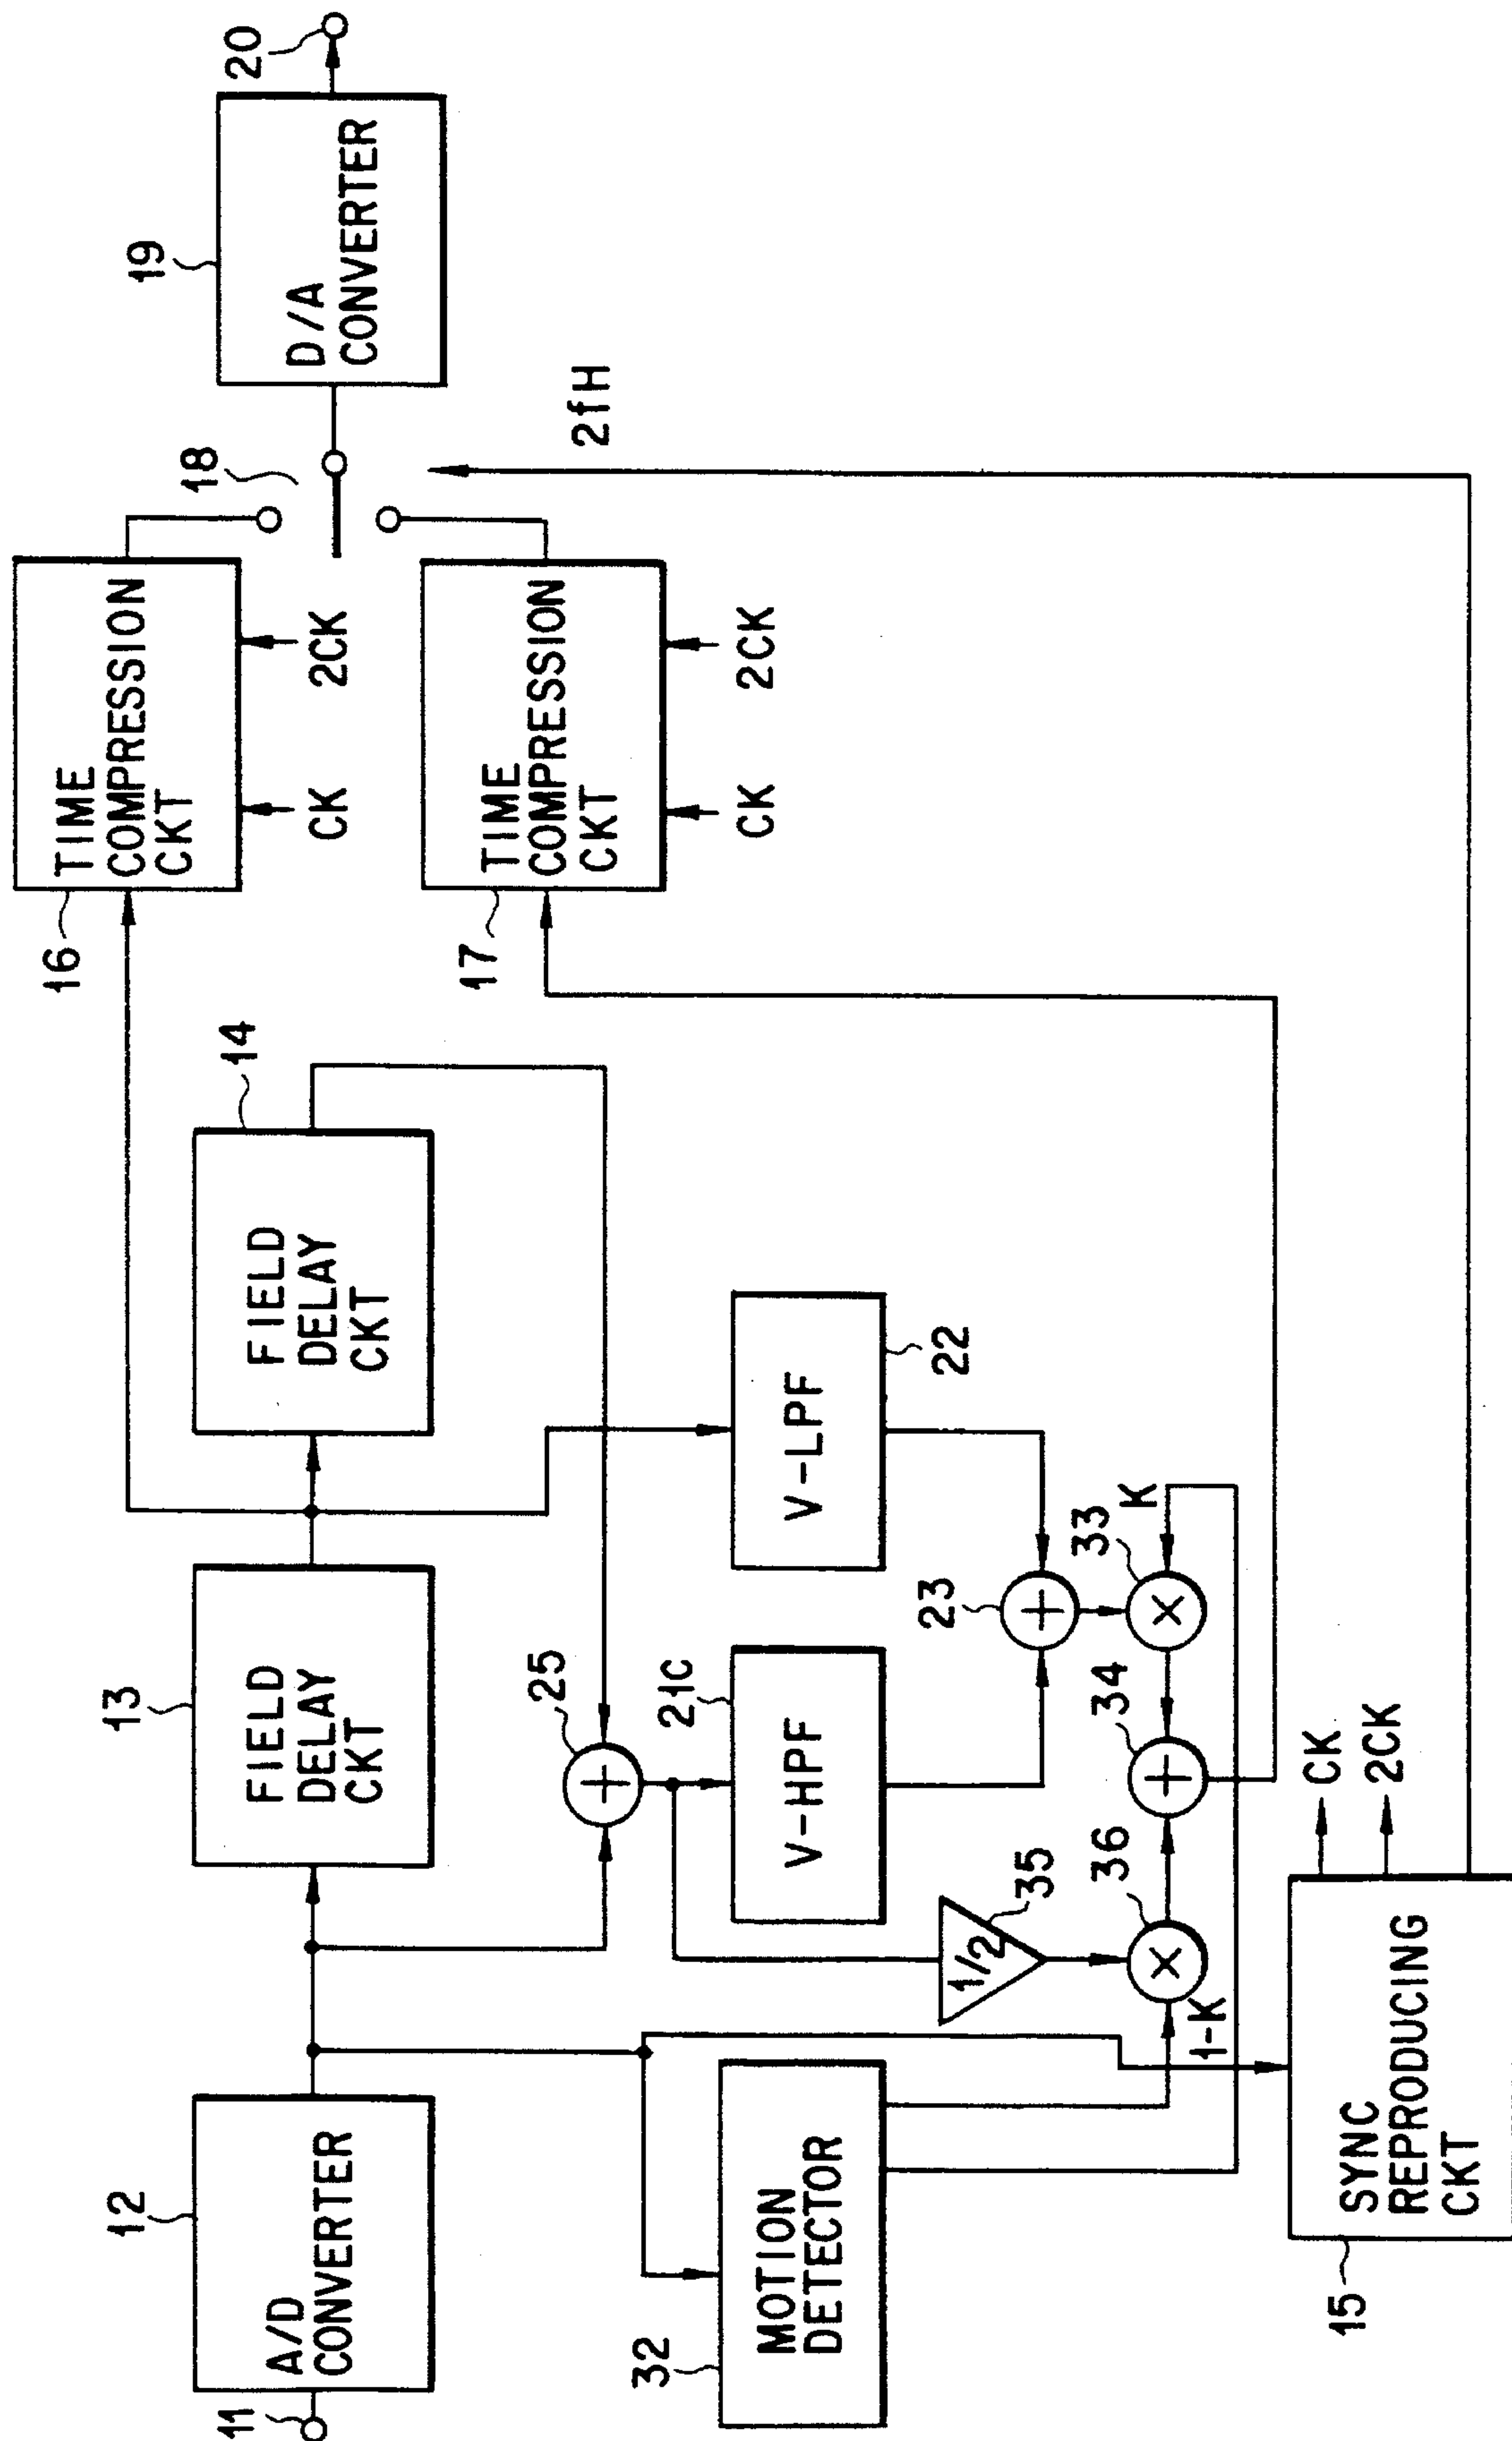 11
12
A/D
CONVERTER
13
FIELD
DELAY
CKT
14
FIELD
DELAY
CKT
16
TIME
COMPRESSION
CKT
CK
2CK
17
TIME
COMPRESSION
CKT
CK
2CK
18
2fH
19
D/A
CONVERTER
20
25
21C
V-HPF
22
V-LPF
23
32
MOTION
DETECTOR
1/2
35
36
1-K
34
33
K
15
SYNC
REPRODUCING
CKT
CK
2CK